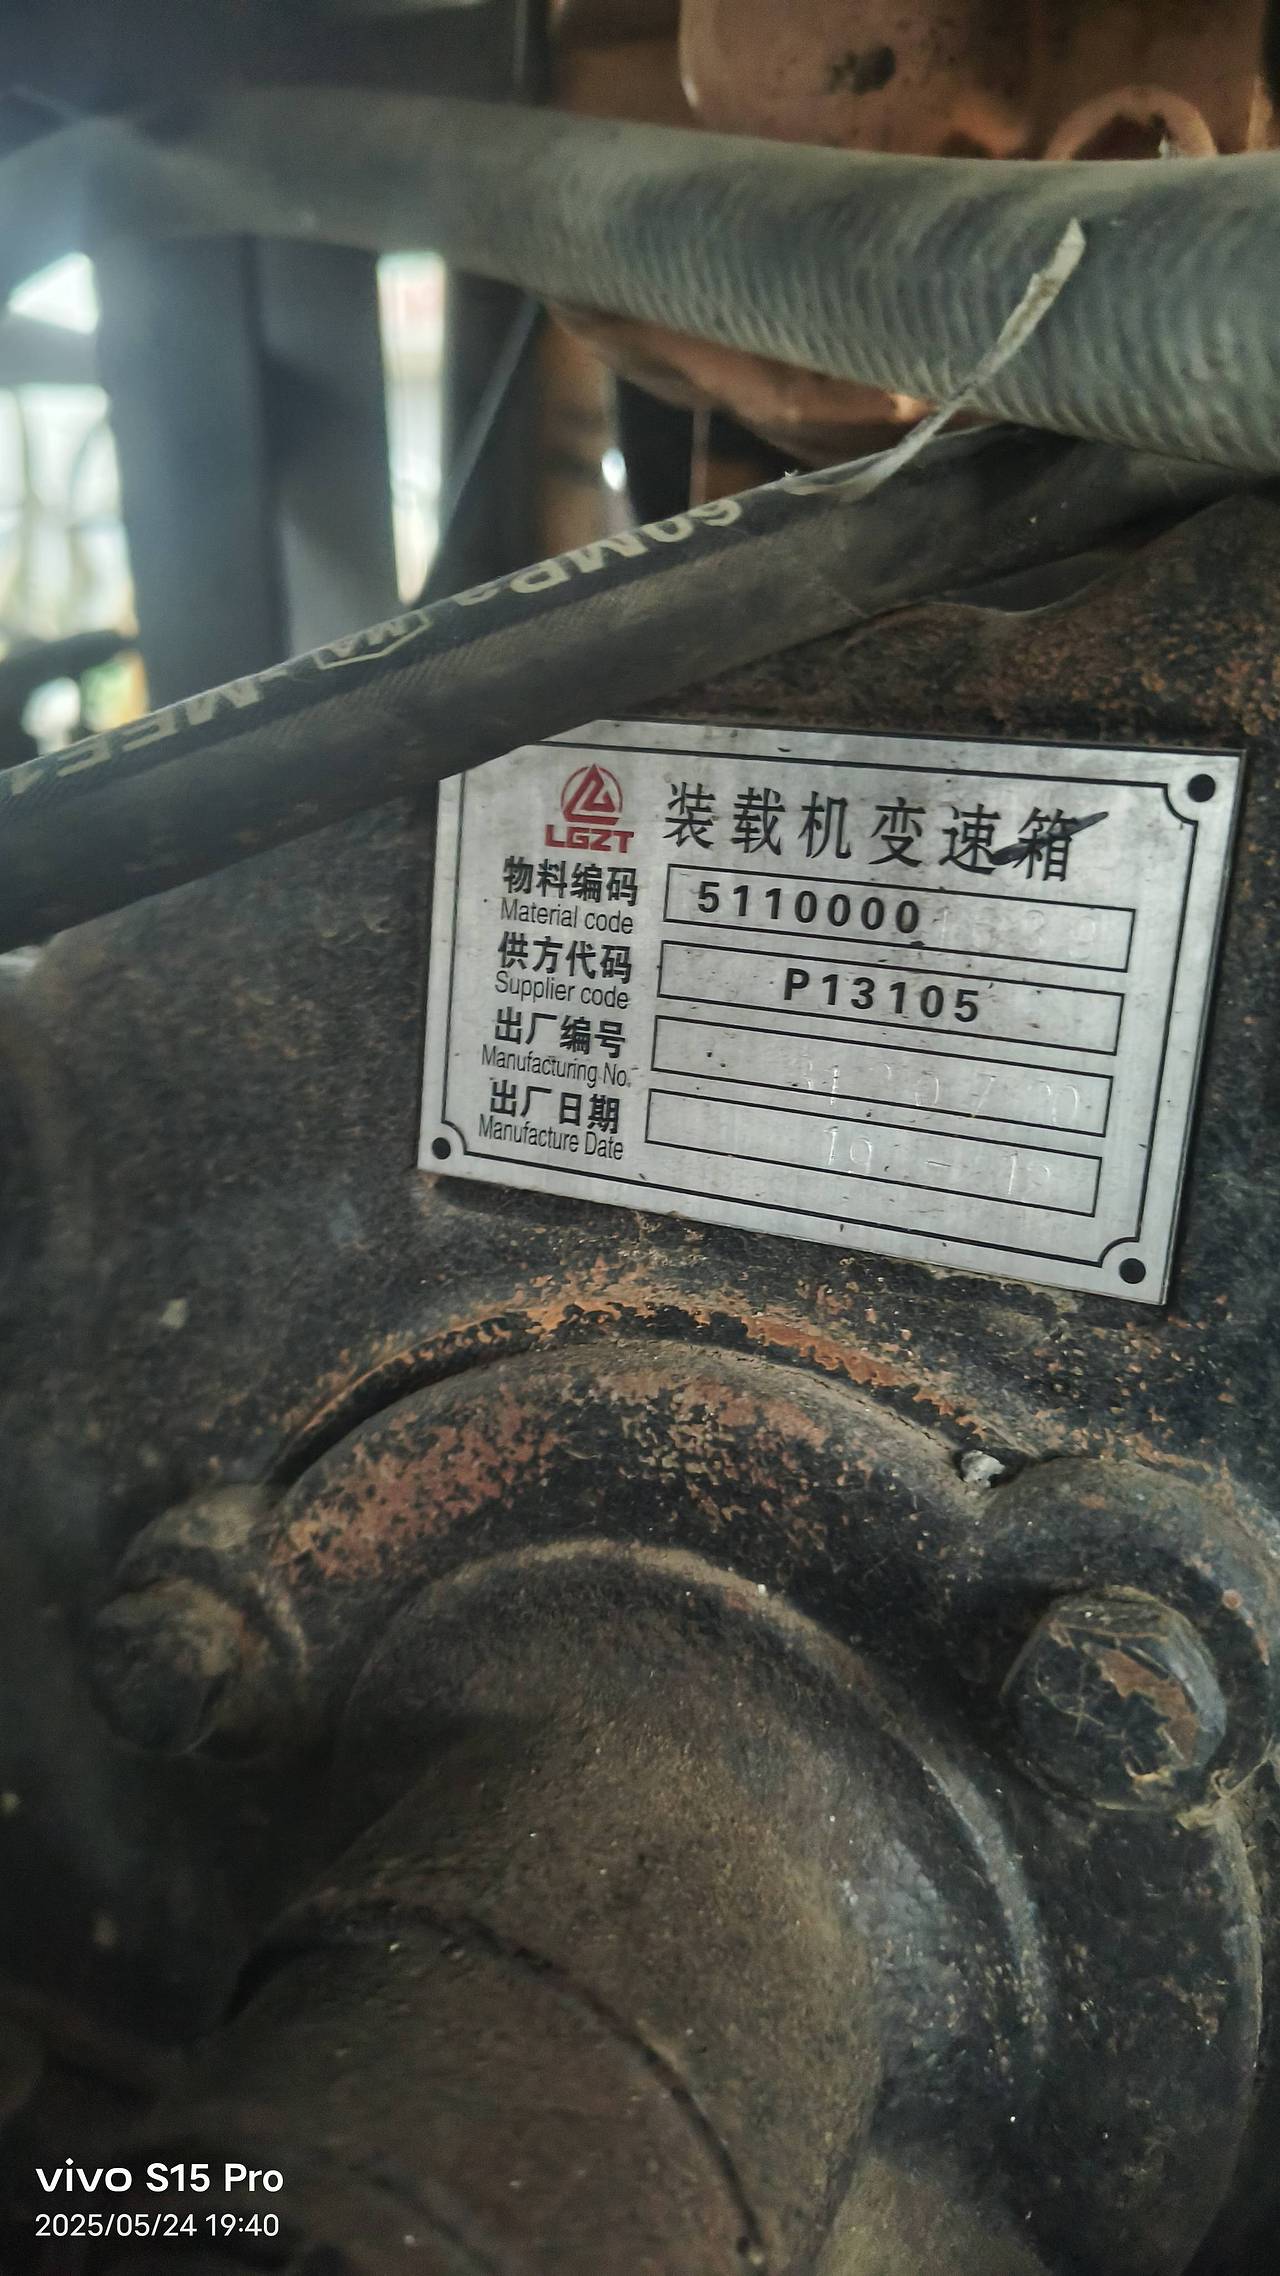 60MPa
MA
LGZT
装载机变速箱
物料编码
Material code
5110000
供方代码
Supplier code
P13105
出厂编号
Manufacturing No.
出厂日期
Manufacture Date
vivo S15 Pro
2025/05/24 19:40